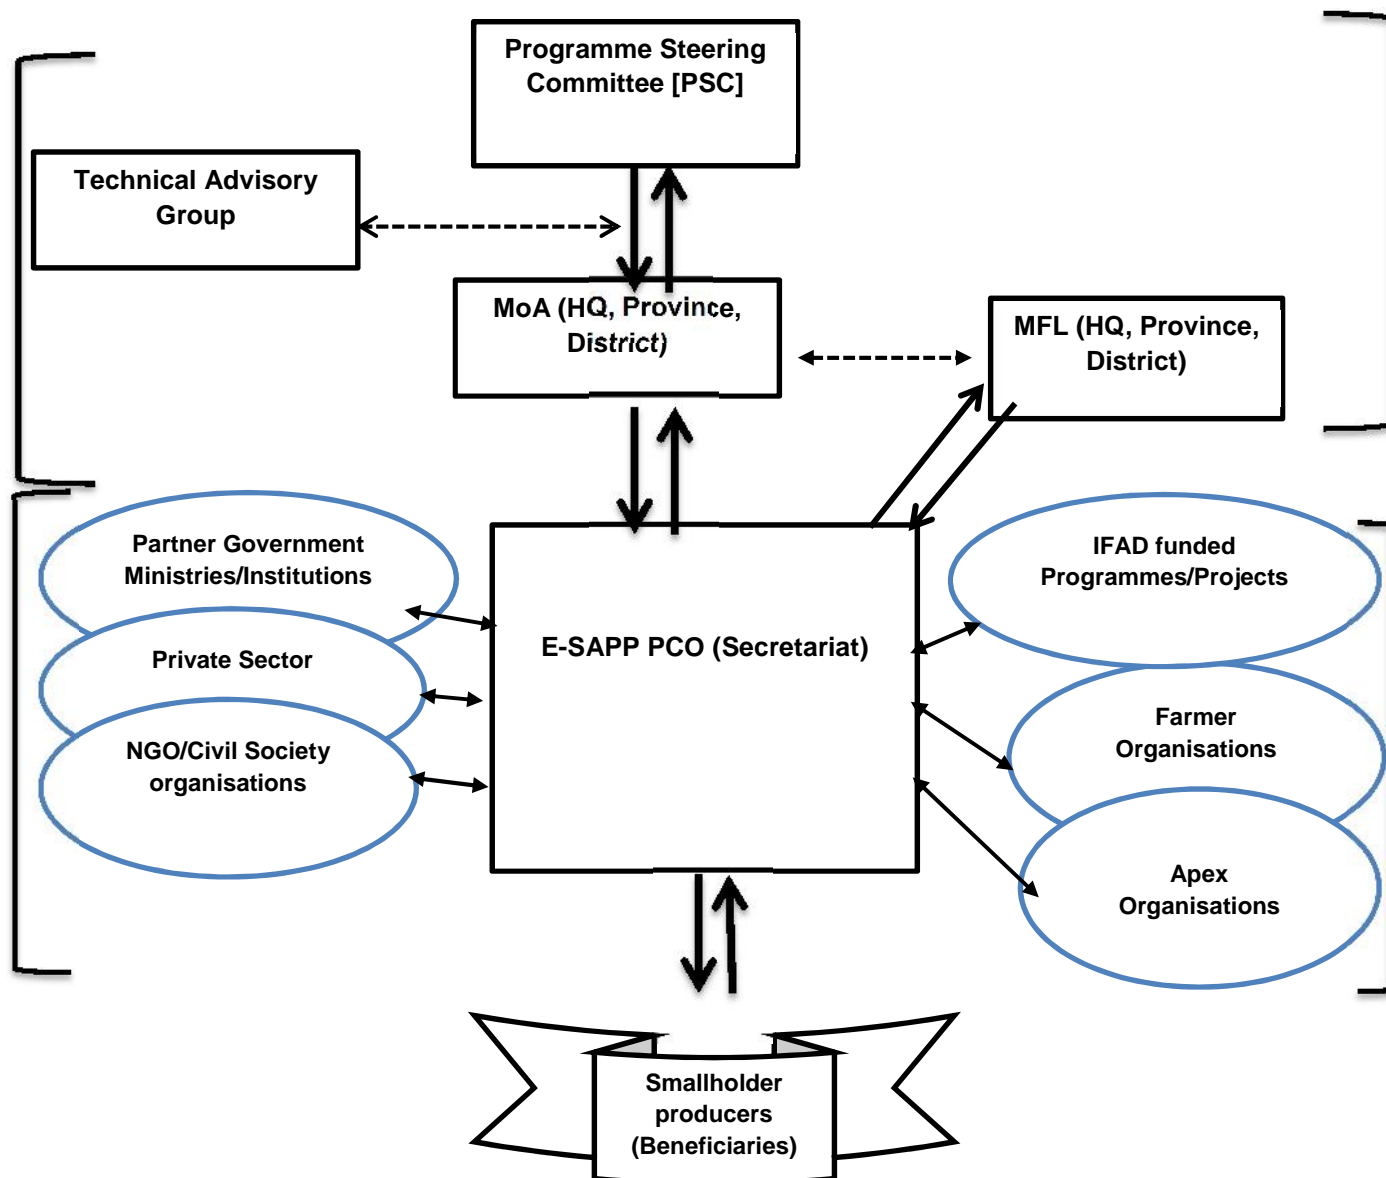 Programme Steering
Committee [PSC]
Technical Advisory
Group
MoA (HQ, Province,
District)
MFL (HQ, Province,
District)
Partner Government
Ministries/Institutions
Private Sector
NGO/Civil Society
organisations
E-SAPP PCO (Secretariat)
IFAD funded
Programmes/Projects
Farmer
Organisations
Apex
Organisations
Smallholder
producers
(Beneficiaries)